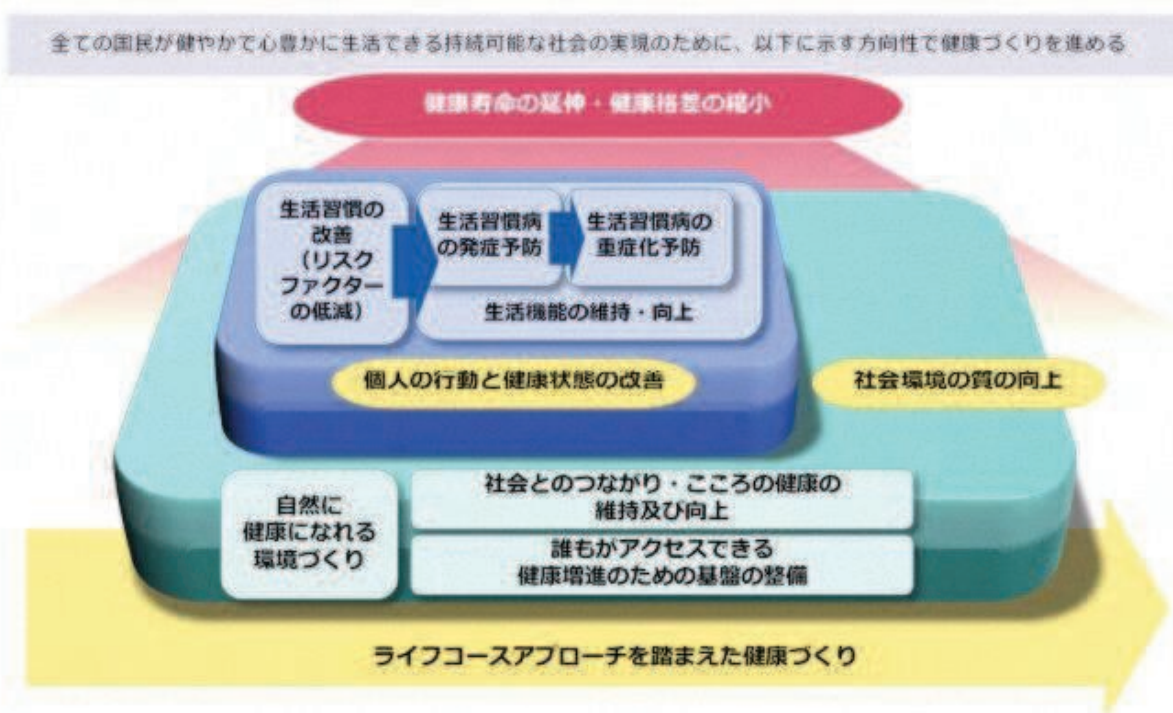 全ての国民が健やかで心豊かに生活できる持続可能な社会の実現のために、以下に示す方向性で健康づくりを進める
健康寿命の延伸・健康格差の縮小
生活習慣の
改善
（リスク
ファクター
の低減）
生活習慣病
の発症予防
生活習慣病の
重症化予防
生活機能の維持・向上
個人の行動と健康状態の改善
社会環境の質の向上
自然に
健康になれる
環境づくり
社会とのつながり・こころの健康の
維持及び向上
誰もがアクセスできる
健康増進のための基盤の整備
ライフコースアプローチを踏まえた健康づくり